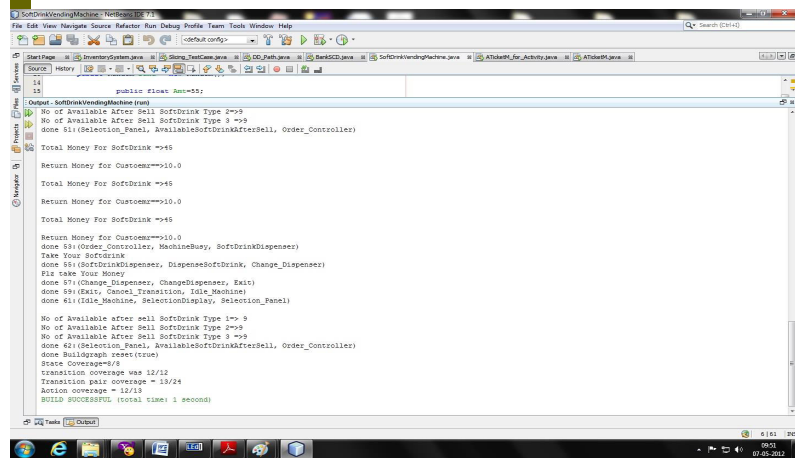 SoftDrinkVendingMachine - NetBeans IDE 7.1
File Edit View Navigate Source Refactor Run Debug Profile Team Tools Window Help
Search (Ctrl+I)
<default config>
Start Page InventorySystem.java Slicing_TestCase.java DD_Path.java BankSCD.java SoftDrinkVendingMachine.java ATicketM_for_Activity.java ATicketM.java
Source History
14
15 public float Amt=55;
Output - SoftDrinkVendingMachine (run)
No of Available After Sell SoftDrink Type 2=>9
No of Available After Sell SoftDrink Type 3 =>9
done 51:(Selection_Panel, AvailableSoftDrinkAfterSell, Order_Controller)
Total Money For SoftDrink =>45
Return Money for Custoemr==>10.0
Total Money For SoftDrink =>45
Return Money for Custoemr==>10.0
Total Money For SoftDrink =>45
Return Money for Custoemr==>10.0
done 53:(Order_Controller, MachineBusy, SoftDrinkDispenser)
Take Your Softdrink
done 55:(SoftDrinkDispenser, DispenseSoftDrink, Change_Dispenser)
Plz take Your Money
done 57:(Change_Dispenser, ChangeDispenser, Exit)
done 59:(Exit, Cancel_Transition, Idle_Machine)
done 61:(Idle_Machine, SelectionDisplay, Selection_Panel)
No of Available after Sell SoftDrink Type 1=> 9
No of Available After Sell SoftDrink Type 2=>9
No of Available After Sell SoftDrink Type 3 =>9
done 62:(Selection_Panel, AvailableSoftDrinkAfterSell, Order_Controller)
done Buildgraph reset(true)
State Coverage=8/8
transition coverage was 12/12
Transition pair coverage = 13/24
Action coverage = 12/13
BUILD SUCCESSFUL (total time: 1 second)
Services
Files
Projects
Navigator
Tasks Output
6 | 61 INS
09:51
07-05-2012